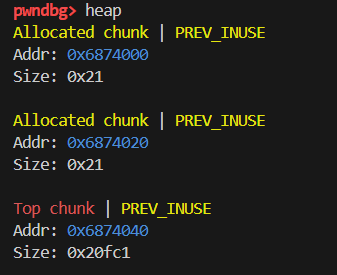 pwndbg> heap
Allocated chunk | PREV_INUSE
Addr: 0x6874000
Size: 0x21
Allocated chunk | PREV_INUSE
Addr: 0x6874020
Size: 0x21
Top chunk | PREV_INUSE
Addr: 0x6874040
Size: 0x20fc1